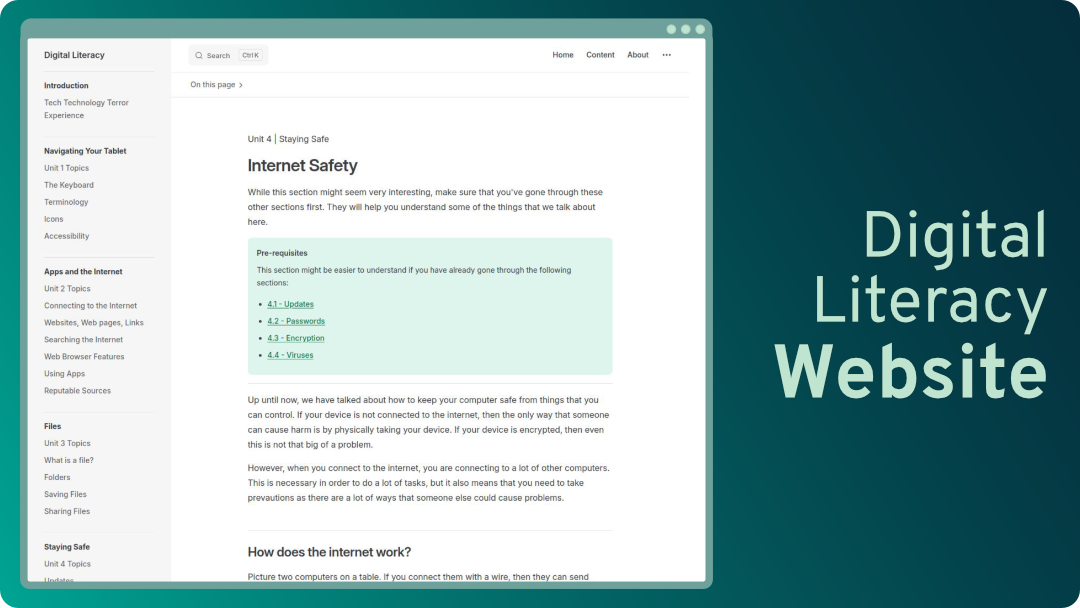 Digital Literacy
Introduction
Tech Technology Terror
Experience
Navigating Your Tablet
Unit 1 Topics
The Keyboard
Terminology
Icons
Accessibility
Apps and the Internet
Unit 2 Topics
Connecting to the Internet
Websites, Web pages, Links
Searching the Internet
Web Browser Features
Using Apps
Reputable Sources
Files
Unit 3 Topics
What is a file?
Folders
Saving Files
Sharing Files
Staying Safe
Unit 4 Topics
Updates
Search Ctrl K
Home Content About •••
On this page >
Unit 4 | Staying Safe
Internet Safety
While this section might seem very interesting, make sure that you've gone through these
other sections first. They will help you understand some of the things that we talk about
here.
Pre-requisites
This section might be easier to understand if you have already gone through the following
sections:
• 4.1 - Updates
• 4.2 - Passwords
• 4.3 - Encryption
• 4.4 - Viruses
Up until now, we have talked about how to keep your computer safe from things that you
can control. If your device is not connected to the internet, then the only way that someone
can cause harm is by physically taking your device. If your device is encrypted, then even
this is not that big of a problem.
However, when you connect to the internet, you are connecting to a lot of other computers.
This is necessary in order to do a lot of tasks, but it also means that you need to take
prevautions as there are a lot of ways that someone else could cause problems.
How does the internet work?
Picture two computers on a table. If you connect them with a wire, then they can send
Digital
Literacy
Website